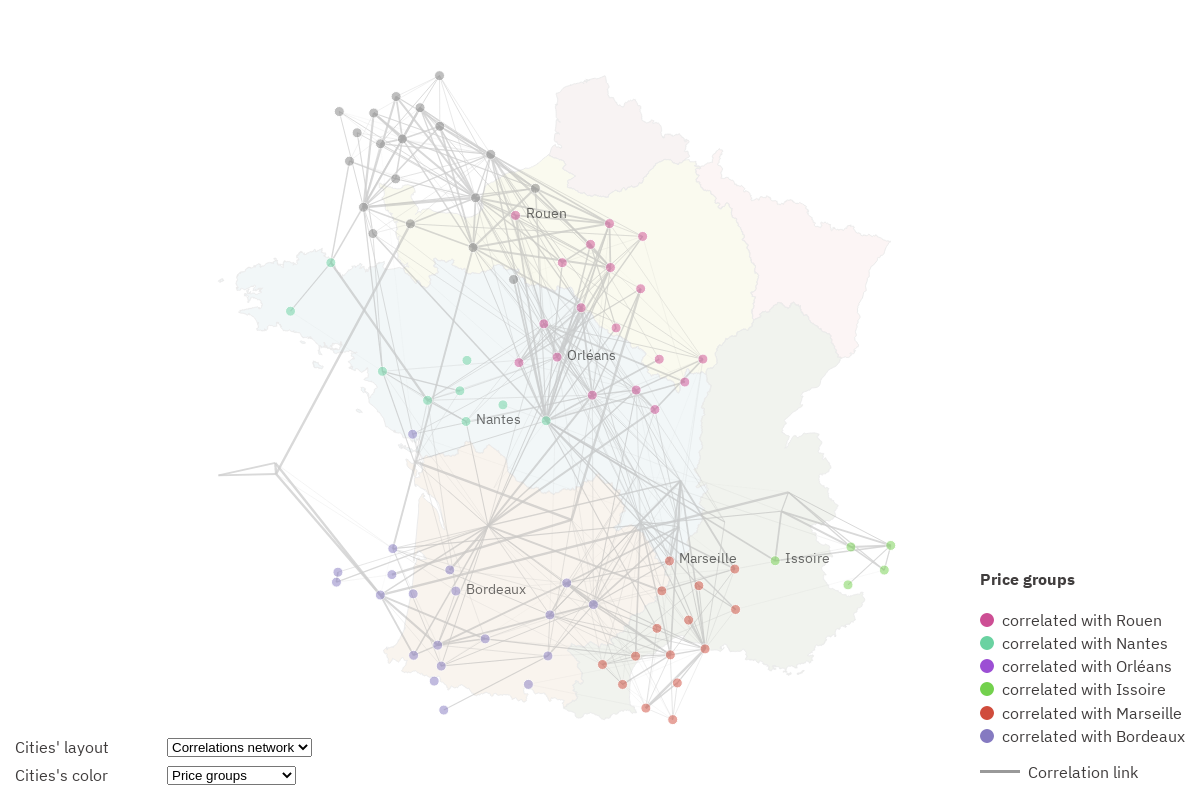 Rouen
Orléans
Nantes
Marseille
Issoire
Bordeaux
Price groups
correlated with Rouen
correlated with Nantes
correlated with Orléans
correlated with Issoire
correlated with Marseille
correlated with Bordeaux
Correlation link
Cities' layout
Correlations network
Cities's color
Price groups